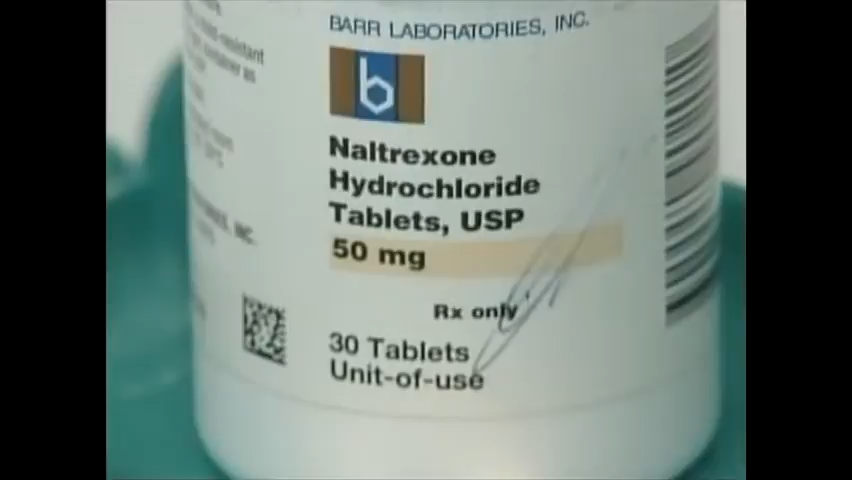 BARR LABORATORIES, INC.
b
Naltrexone
Hydrochloride
Tablets, USP
50 mg
Rx only
30 Tablets
Unit-of-use